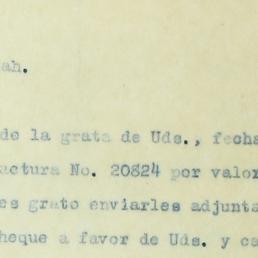 ah.
de la grata de Uds., fecha
actura No. 20824 por valor
es grato enviarles adjunta
heque a favor de Uds. y ca